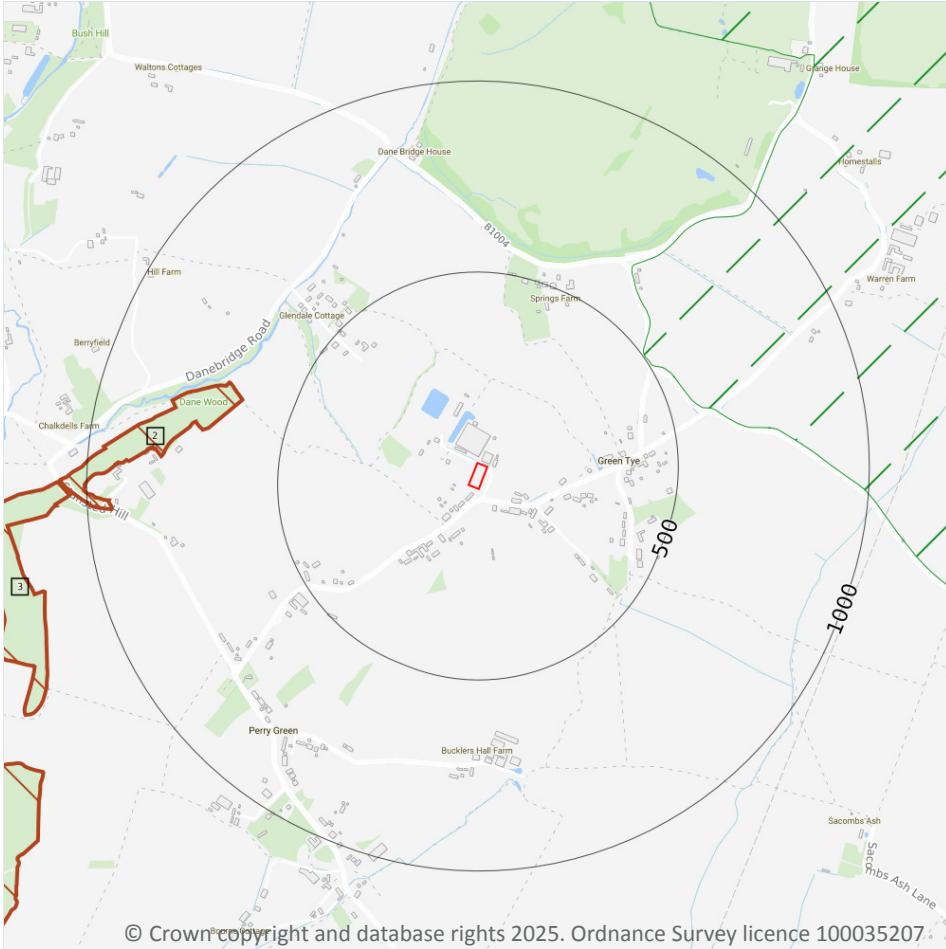 Bush Hill
Waltons Cottages
Grange House
Dane Bridge House
Homestalls
B1004
Hill Farm
Warren Farm
Springs Farm
Glendale Cottage
Danebridge Road
Berryfield
Dane Wood
Chalkdells Farm
2
Green Tye
Hill
500
3
1000
Perry Green
Bucklers Hall Farm
Sacombs Ash
Sacombs Ash Lane
Bourne Cottage
© Crown copyright and database rights 2025. Ordnance Survey licence 100035207